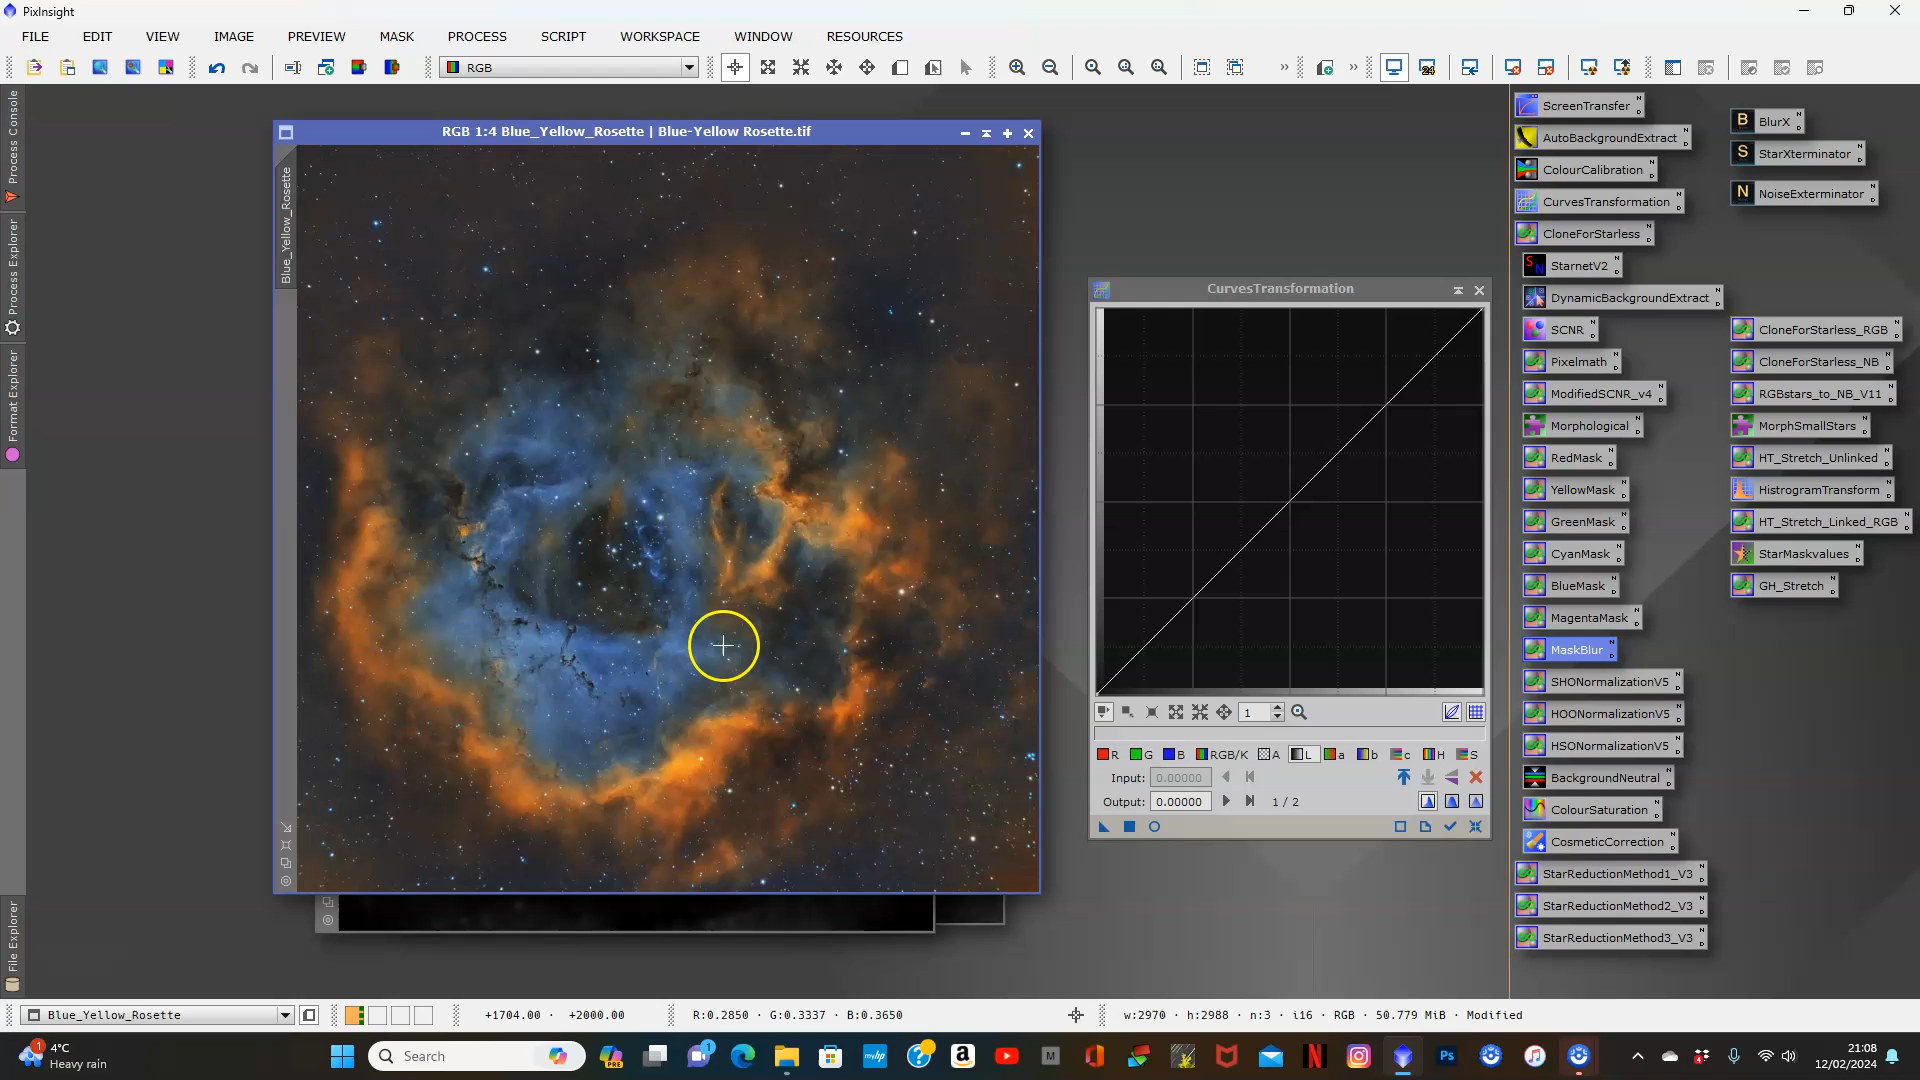 PixInsight
FILE EDIT VIEW IMAGE PREVIEW MASK PROCESS SCRIPT WORKSPACE WINDOW RESOURCES
RGB
24
Process Console
Process Explorer
Format Explorer
File Explorer
RGB 1:4 Blue_Yellow_Rosette | Blue-Yellow Rosette.tif
Blue_Yellow_Rosette
CurvesTransformation
1
R G B RGB/K A L a b c H S
Input: 0.00000
Output: 0.00000 1 / 2
ScreenTransfer
AutoBackgroundExtract
ColourCalibration
CurvesTransformation
CloneForStarless
StarnetV2
DynamicBackgroundExtract
SCNR
Pixelmath
ModifiedSCNR_v4
Morphological
RedMask
YellowMask
GreenMask
CyanMask
BlueMask
MagentaMask
MaskBlur
SHONormalizationV5
HOONormalizationV5
HSONormalizationV5
BackgroundNeutral
ColourSaturation
CosmeticCorrection
StarReductionMethod1_V3
StarReductionMethod2_V3
StarReductionMethod3_V3
B BlurX
S StarXterminator
N NoiseExterminator
CloneForStarless_RGB
CloneForStarless_NB
RGBstars_to_NB_V11
MorphSmallStars
HT_Stretch_Unlinked
HistrogramTransform
HT_Stretch_Linked_RGB
StarMaskvalues
GH_Stretch
Blue_Yellow_Rosette
+1704.00 · +2000.00
R:0.2850 · G:0.3337 · B:0.3650
w:2970 · h:2988 · n:3 · i16 · RGB · 50.779 MiB · Modified
1
4°C
Heavy rain
Search
PRE
1
21:08
12/02/2024